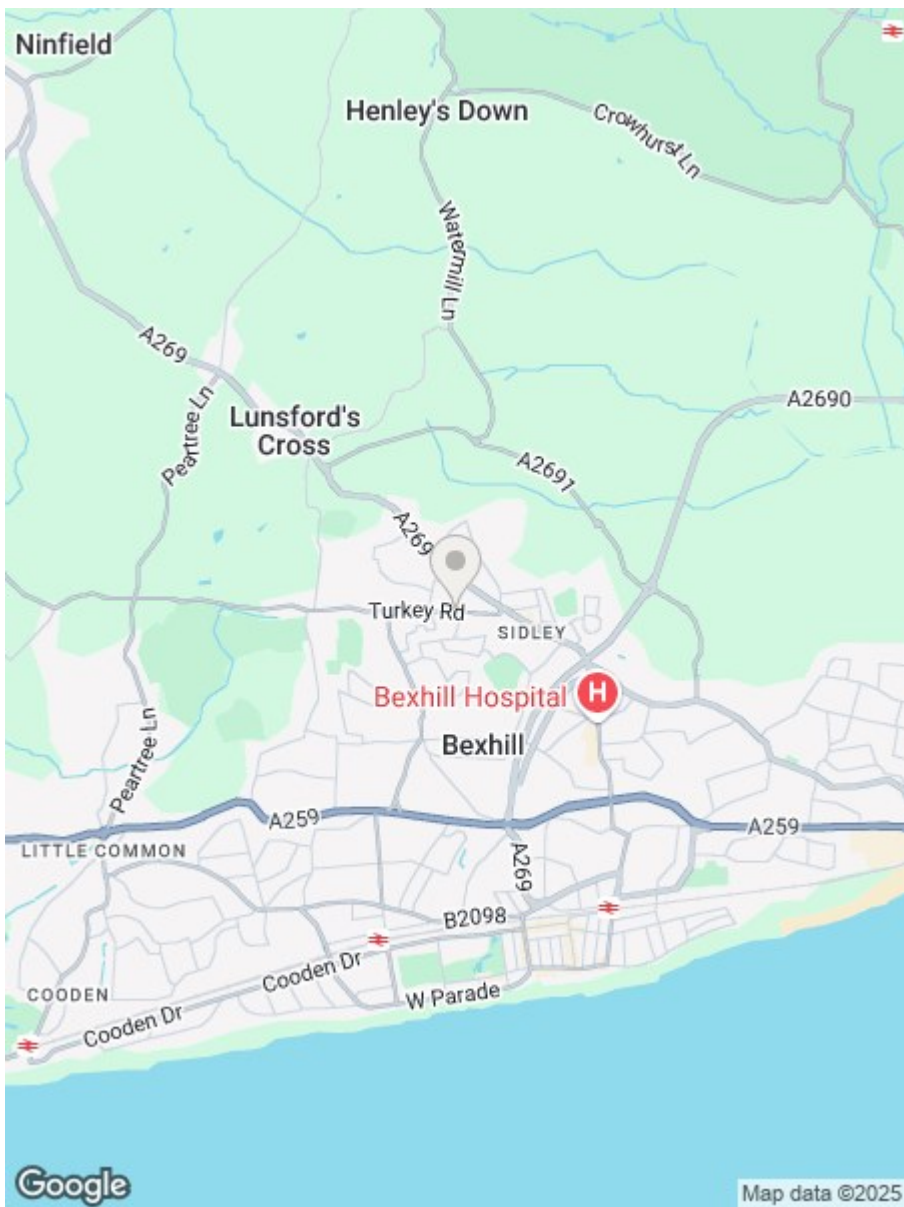 Ninfield
Henley's Down
Crowhurst Ln
Watermill Ln
A269
Peartree Ln
Lunsford's
Cross
A2690
A2691
A269
Turkey Rd
SIDLEY
Bexhill Hospital
H
Bexhill
Peartree Ln
A259
A259
LITTLE COMMON
A269
B2098
Cooden Dr
COODEN
W Parade
Cooden Dr
Google
Map data ©2025